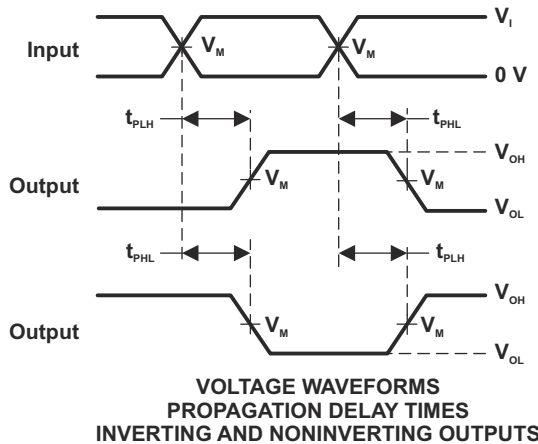 Input
V_M
V_M
V_I
0 V
t_PLH
t_PHL
Output
V_M
V_M
V_OH
V_OL
t_PHL
t_PLH
Output
V_M
V_M
V_OH
V_OL
VOLTAGE WAVEFORMS
PROPAGATION DELAY TIMES
INVERTING AND NONINVERTING OUTPUTS